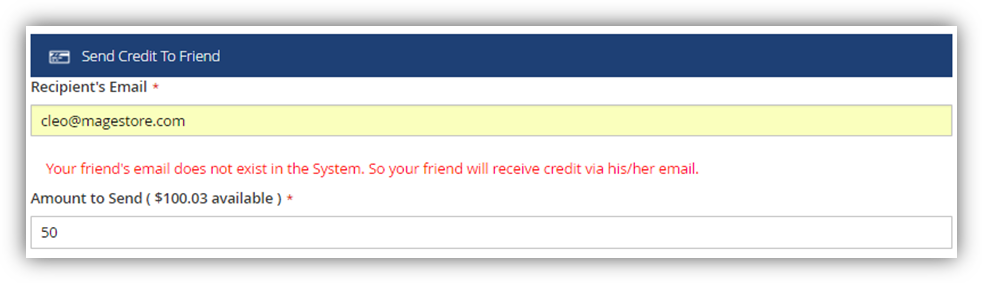 Send Credit To Friend
Recipient's Email *
cleo@magestore.com
Your friend's email does not exist in the System. So your friend will receive credit via his/her email.
Amount to Send ( $100.03 available ) *
50